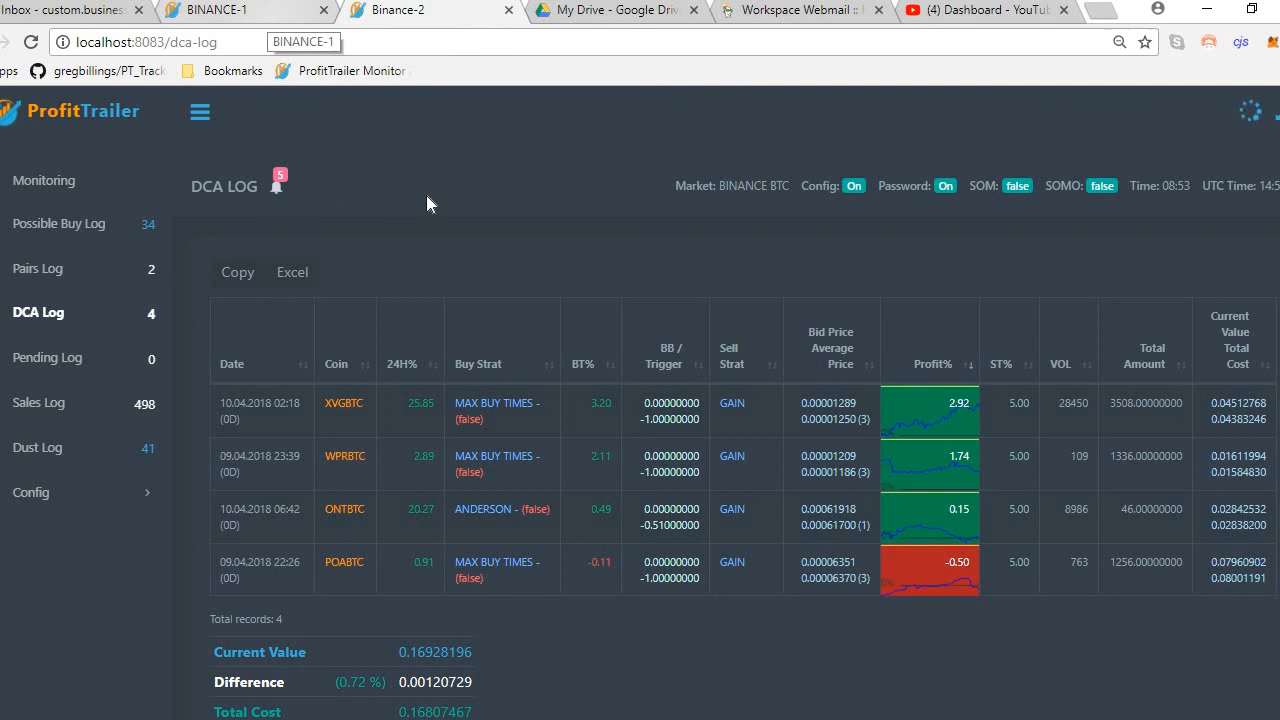 Inbox - custom.busines
BINANCE-1
Binance-2
My Drive - Google Driv
Workspace Webmail :: 
(4) Dashboard - YouTu
localhost:8083/dca-log
BINANCE-1
cjs
pps
gregbillings/PT_Track
Bookmarks
ProfitTrailer Monitor
ProfitTrailer
Monitoring
Possible Buy Log 34
Pairs Log 2
DCA Log 4
Pending Log 0
Sales Log 498
Dust Log 41
Config
DCA LOG 5
Market: BINANCE BTC Config: On Password: On SOM: false SOMO: false Time: 08:53 UTC Time: 14:5
Copy Excel
Date Coin 24H% Buy Strat BT% BB / Trigger Sell Strat Bid Price Average Price Profit% ST% VOL Total Amount Current Value Total Cost
10.04.2018 02:18 XVGBTC 25.85 MAX BUY TIMES - 3.20 0.00000000 GAIN 0.00001289 2.92 5.00 28450 3508.00000000 0.04512768
(0D) (false) -1.00000000 0.00001250 (3) 0.04383246
09.04.2018 23:39 WPRBTC 2.89 MAX BUY TIMES - 2.11 0.00000000 GAIN 0.00001209 1.74 5.00 109 1336.00000000 0.01611994
(0D) (false) -1.00000000 0.00001186 (3) 0.01584830
10.04.2018 06:42 ONTBTC 20.27 ANDERSON - (false) 0.49 0.00000000 GAIN 0.00061918 0.15 5.00 8986 46.00000000 0.02842532
(0D) -0.51000000 0.00061700 (1) 0.02838200
09.04.2018 22:26 POABTC 0.91 MAX BUY TIMES - -0.11 0.00000000 GAIN 0.00006351 -0.50 5.00 763 1256.00000000 0.07960902
(0D) (false) -1.00000000 0.00006370 (3) 0.08001191
Total records: 4
Current Value 0.16928196
Difference (0.72 %) 0.00120729
Total Cost 0.16807467